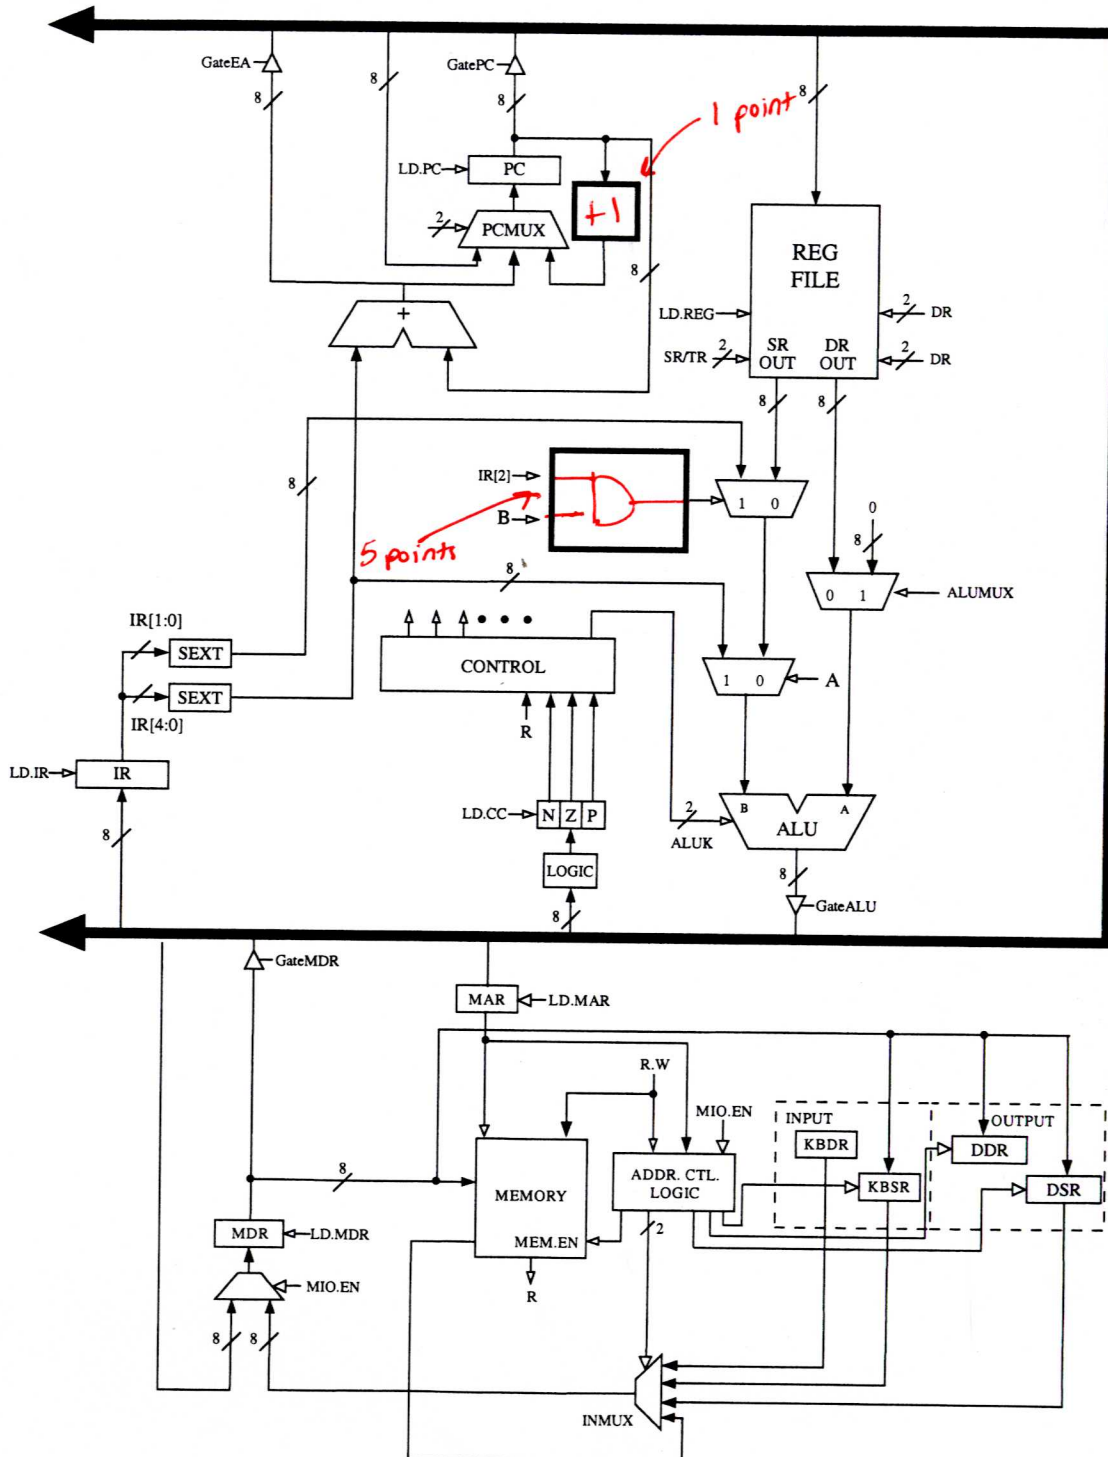 GateEA
GatePC
8
8
8
8
1 point
LD.PC
PC
+1
2
PCMUX
8
REG
FILE
+
LD.REG
2
DR
SR/TR
2
SR
OUT
DR
OUT
2
DR
8
8
IR[2]
8
1 0
B
0
5 points
8
8
0 1
ALUMUX
IR[1:0]
SEXT
CONTROL
1 0
A
SEXT
IR[4:0]
R
LD.IR
IR
LD.CC
N Z P
2
B
A
ALU
ALUK
8
LOGIC
8
8
GateALU
GateMDR
MAR
LD.MAR
R.W
MIO.EN
INPUT
OUTPUT
KBDR
DDR
ADDR. CTL.
LOGIC
8
MEMORY
KBSR
DSR
MDR
LD.MDR
MEM.EN
2
MIO.EN
R
8
8
INMUX